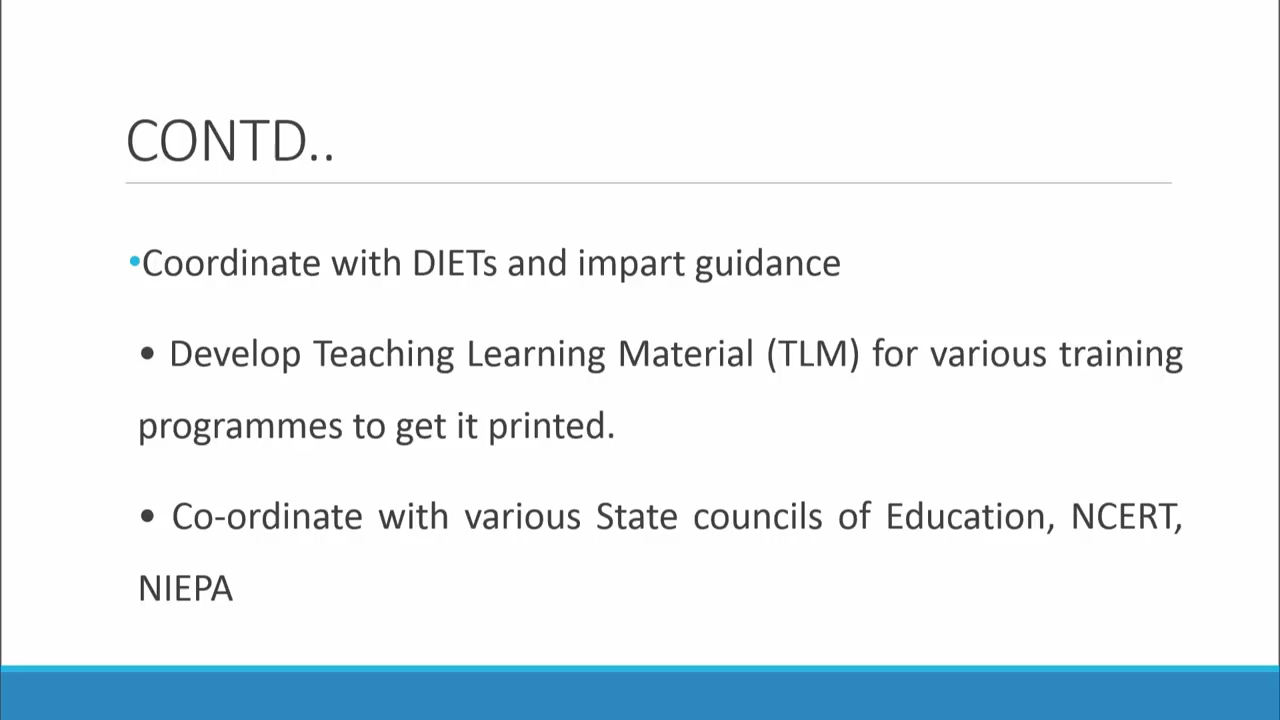 CONTD..
•Coordinate with DIETs and impart guidance
• Develop Teaching Learning Material (TLM) for various training
programmes to get it printed.
• Co-ordinate with various State councils of Education, NCERT,
NIEPA